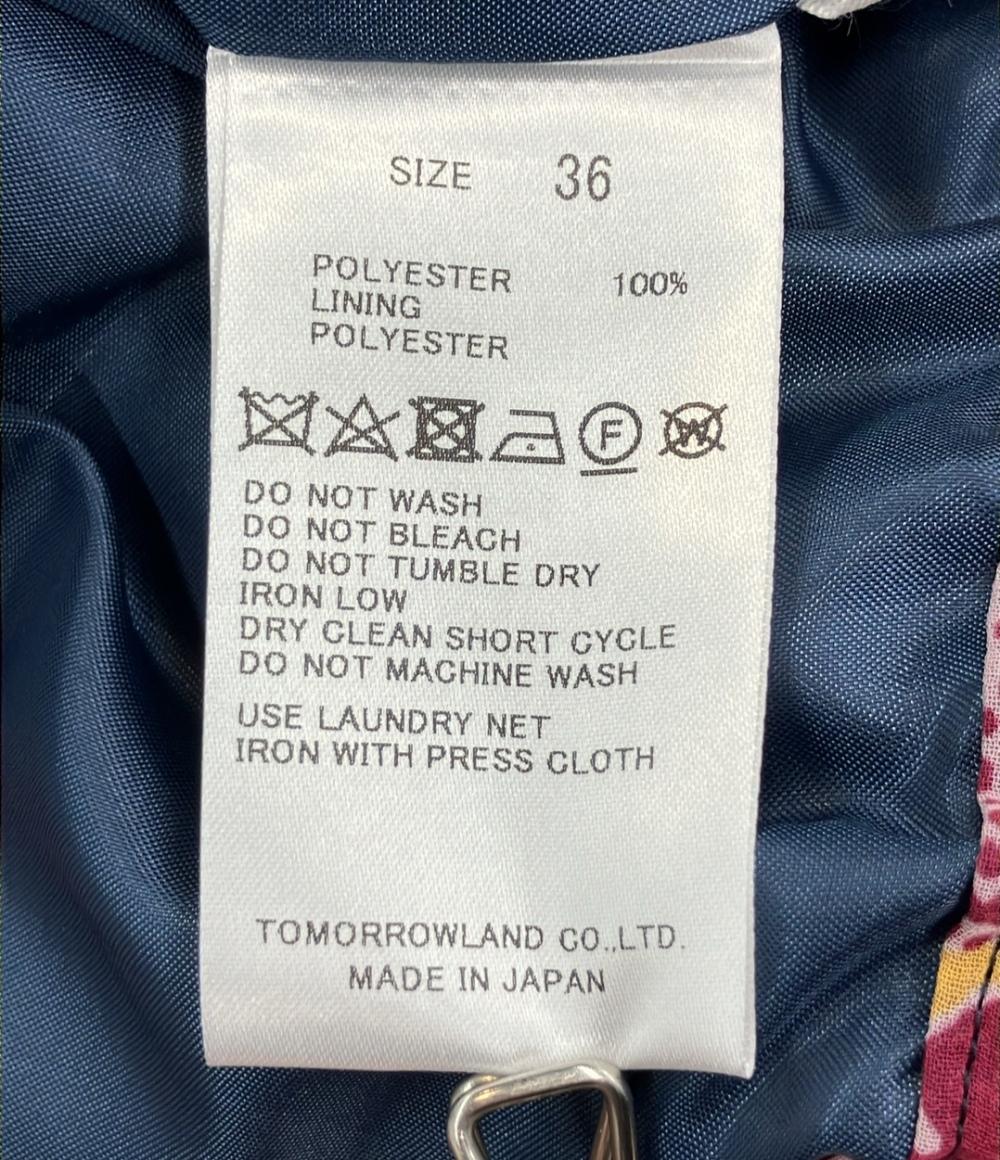 SIZE 36
POLYESTER 100%
LINING
POLYESTER
F W
DO NOT WASH
DO NOT BLEACH
DO NOT TUMBLE DRY
IRON LOW
DRY CLEAN SHORT CYCLE
DO NOT MACHINE WASH
USE LAUNDRY NET
IRON WITH PRESS CLOTH
TOMORROWLAND CO.,LTD.
MADE IN JAPAN